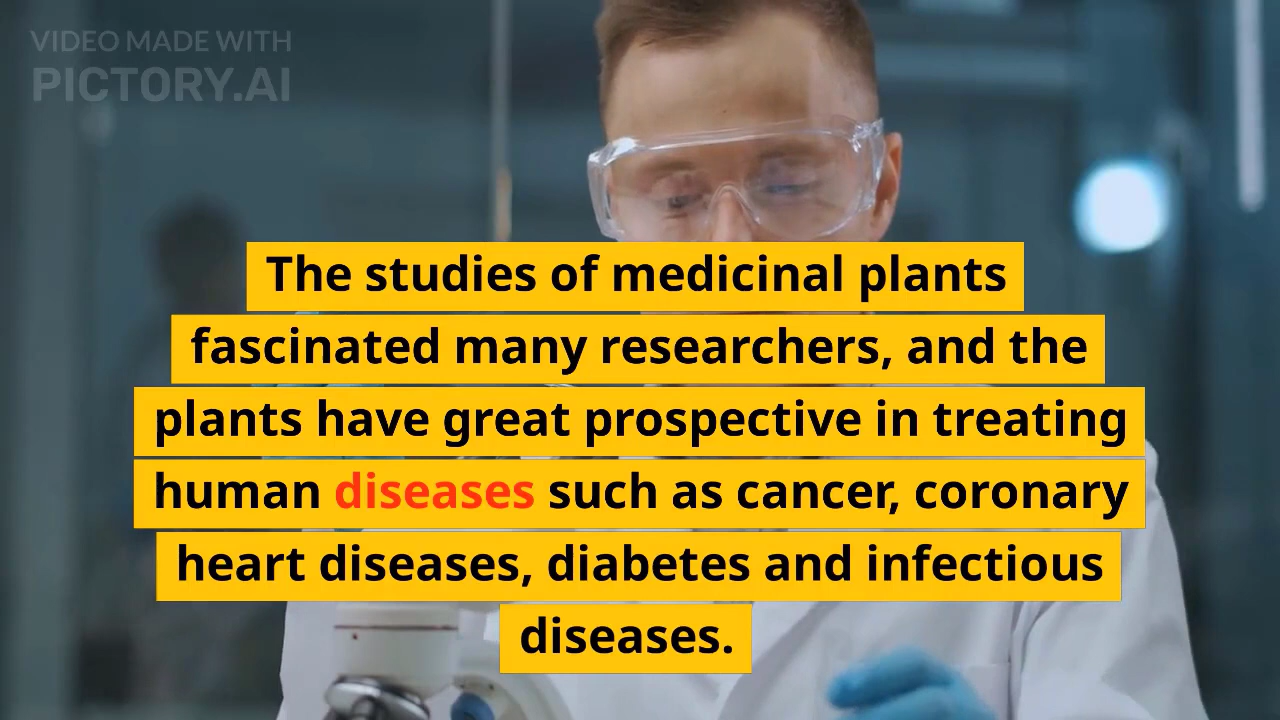 VIDEO MADE WITH
PICTORY.AI
The studies of medicinal plants
fascinated many researchers, and the
plants have great prospective in treating
human diseases such as cancer, coronary
heart diseases, diabetes and infectious
diseases.